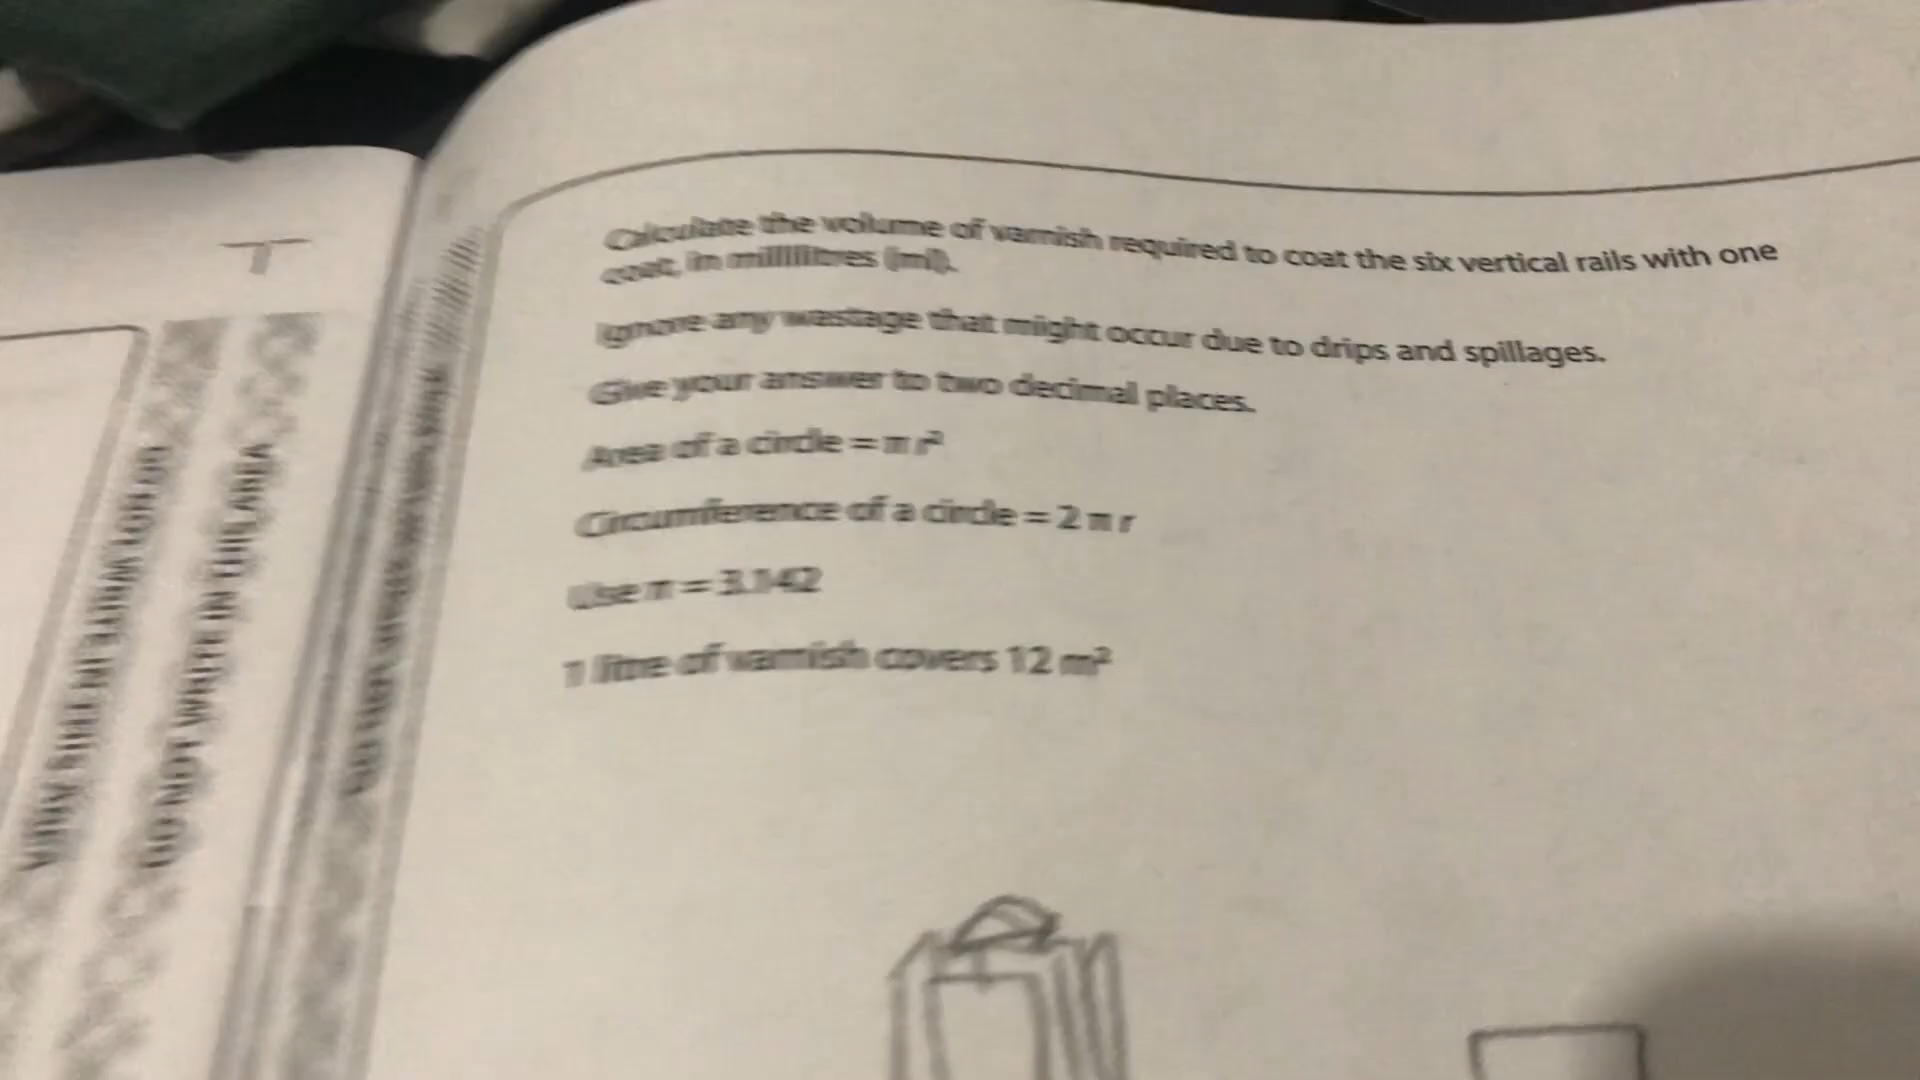 Calculate the volume of varnish required to coat the six vertical rails with one
coat, in millilitres (ml).
Ignore any wastage that might occur due to drips and spillages.
Give your answer to two decimal places.
Area of a circle = π r²
Circumference of a circle = 2 π r
Use π = 3.142
1 litre of varnish covers 12 m²
DO NOT WRITE IN THIS AREA